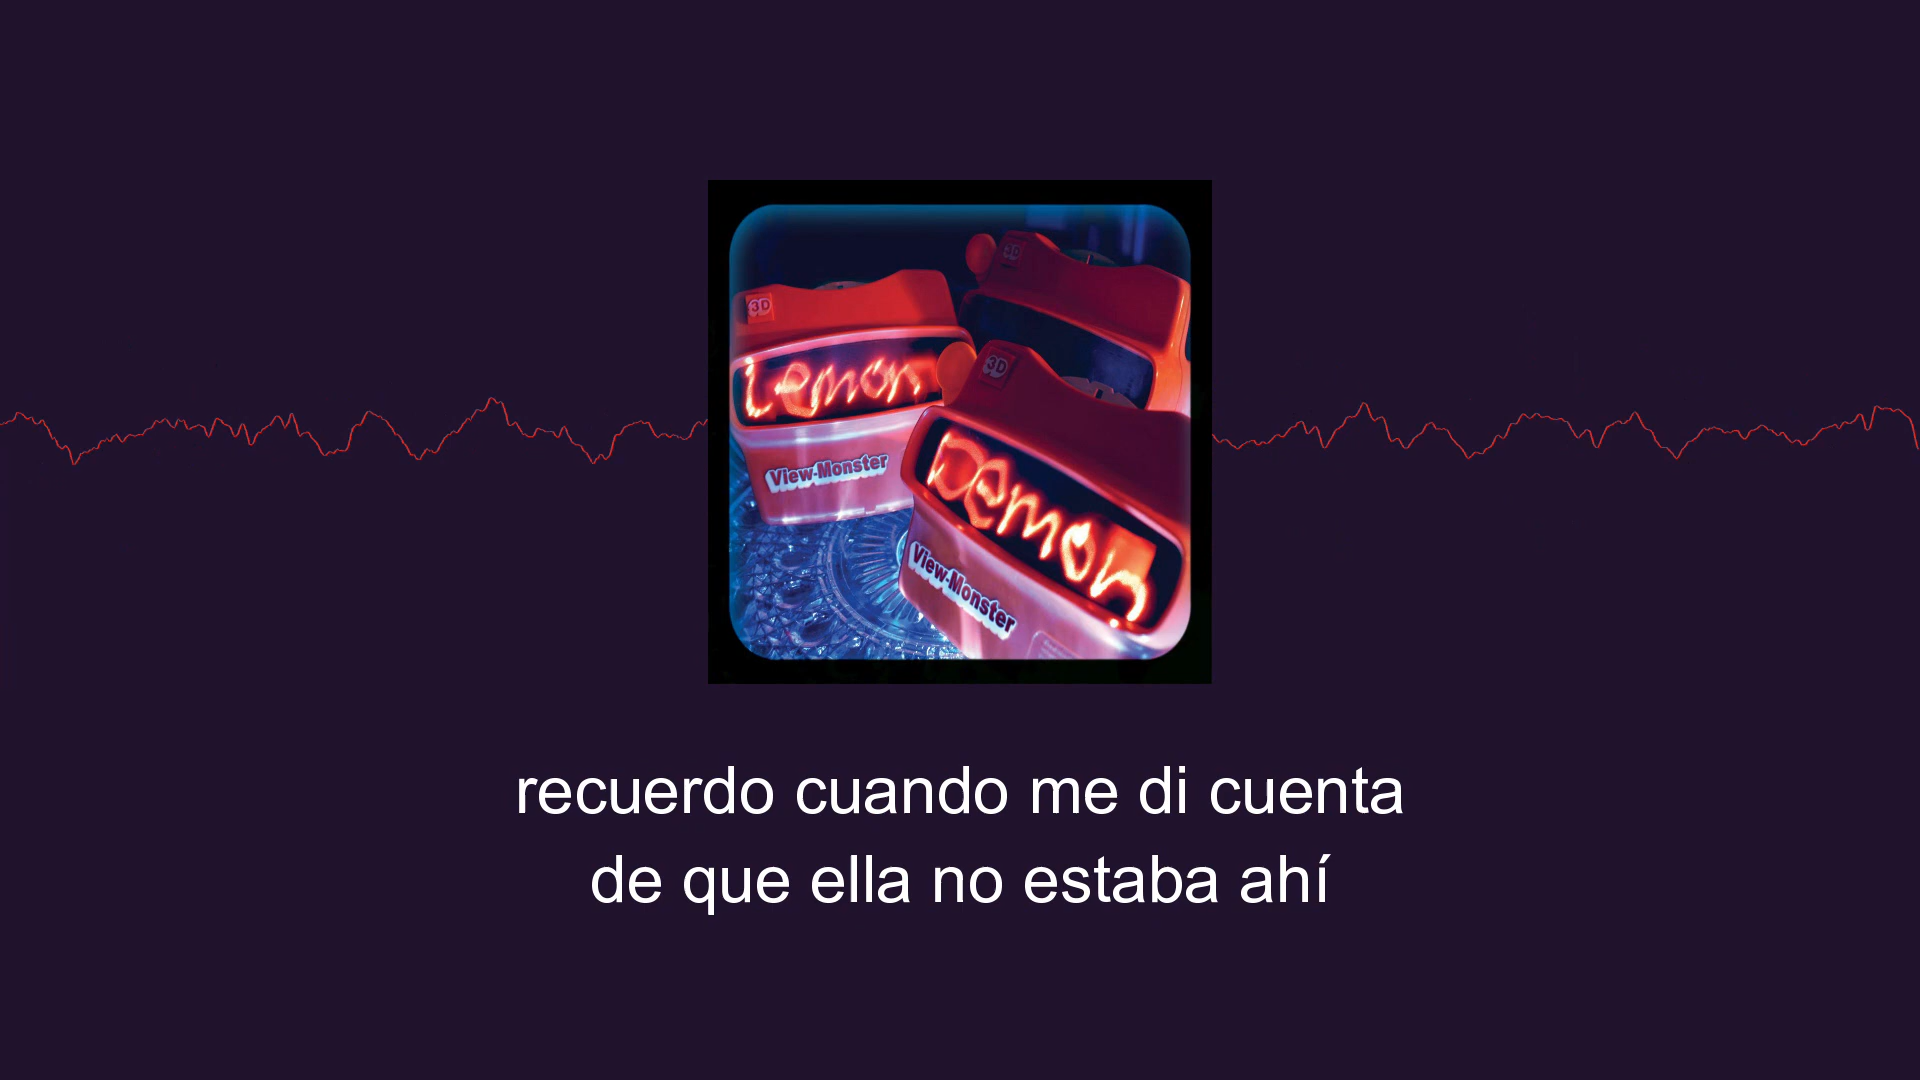 3D
3D
Lemon
3D
View-Monster
Demon
View-Monster
recuerdo cuando me di cuenta
de que ella no estaba ahí